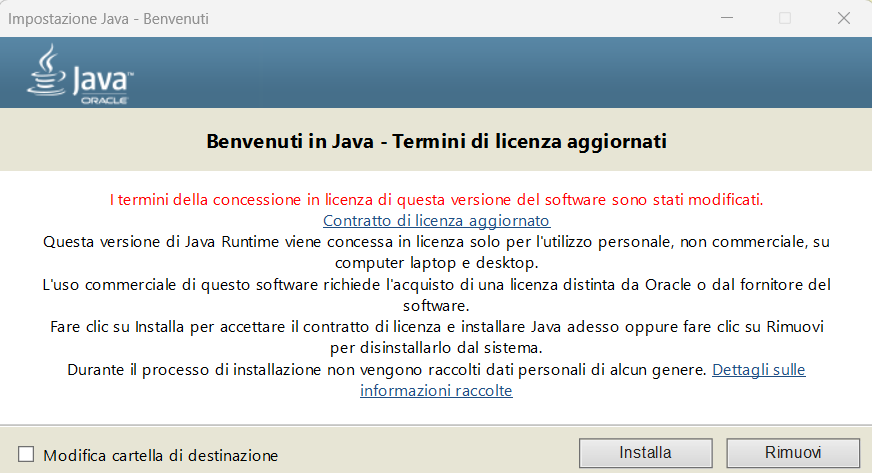 Impostazione Java - Benvenuti
Java™
ORACLE
Benvenuti in Java - Termini di licenza aggiornati
I termini della concessione in licenza di questa versione del software sono stati modificati.
Contratto di licenza aggiornato
Questa versione di Java Runtime viene concessa in licenza solo per l'utilizzo personale, non commerciale, su
computer laptop e desktop.
L'uso commerciale di questo software richiede l'acquisto di una licenza distinta da Oracle o dal fornitore del
software.
Fare clic su Installa per accettare il contratto di licenza e installare Java adesso oppure fare clic su Rimuovi
per disinstallarlo dal sistema.
Durante il processo di installazione non vengono raccolti dati personali di alcun genere. Dettagli sulle
informazioni raccolte
Modifica cartella di destinazione
Installa
Rimuovi